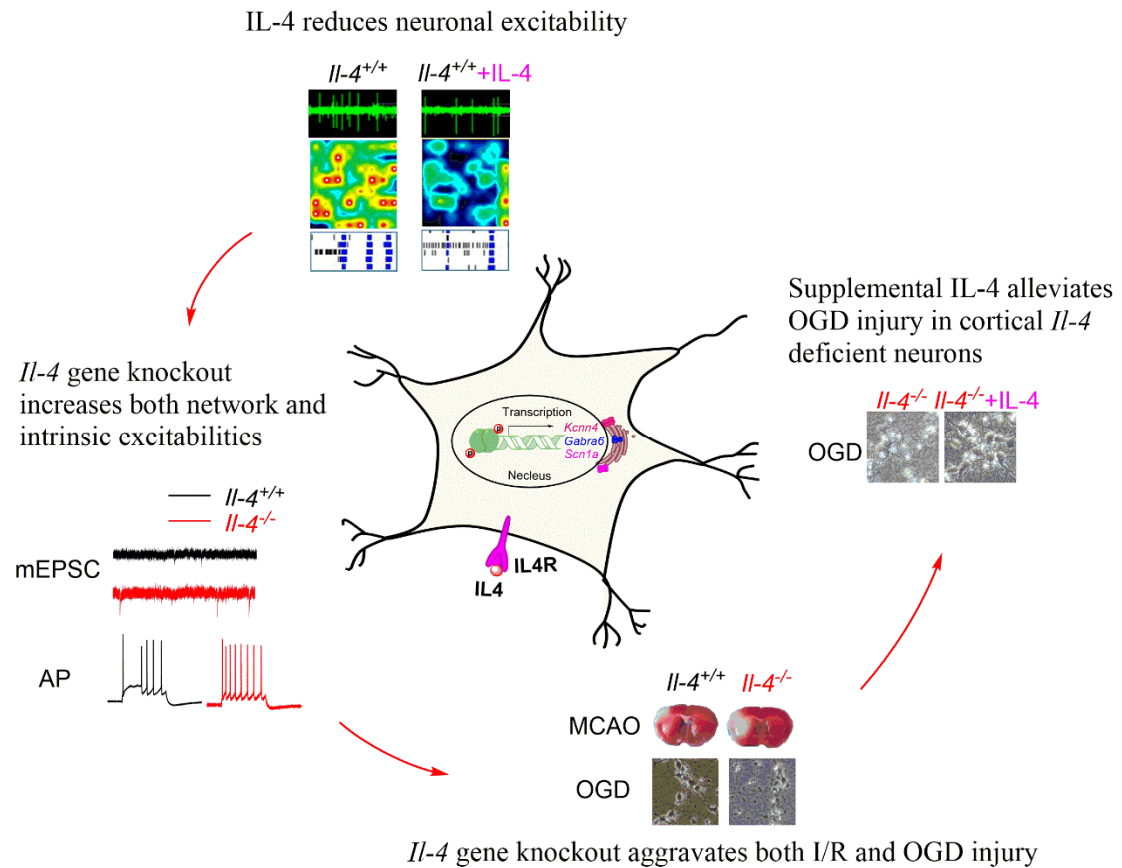 IL-4 reduces neuronal excitability
Il-4+/+ Il-4+/++IL-4
Il-4 gene knockout
increases both network and
intrinsic excitabilities
Il-4+/+
Il-4-/-
mEPSC
AP
Transcription
p
p
Kcnn4
Gabra6
Scn1a
Necleus
IL4R
IL4
Supplemental IL-4 alleviates
OGD injury in cortical Il-4
deficient neurons
Il-4-/- Il-4-/-+IL-4
OGD
Il-4+/+ Il-4-/-
MCAO
OGD
Il-4 gene knockout aggravates both I/R and OGD injury